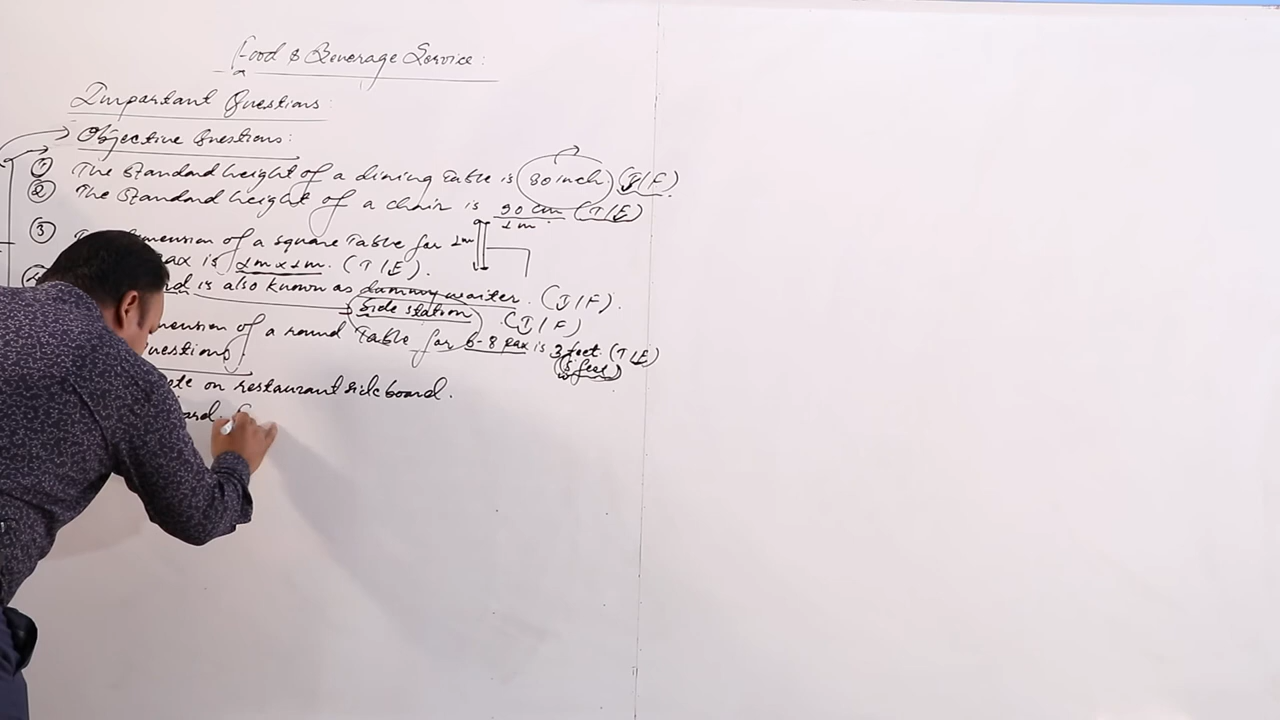 Food & Beverage Service:
Important Questions:
Objective Questions:
① The Standard height of a dining Table is 30 inch. (T/F)
② The Standard height of a chair is 90 cm (T/F)
1m
③ dimension of a square Table for 2m
pax is 1m x 1m. (T/F).
is also known as dummy waiter. (T/F).
Side station (T/F)
of a round Table for 6-8 pax is 3 feet. (T/F)
(5 feet)
Questions
on restaurant side board.